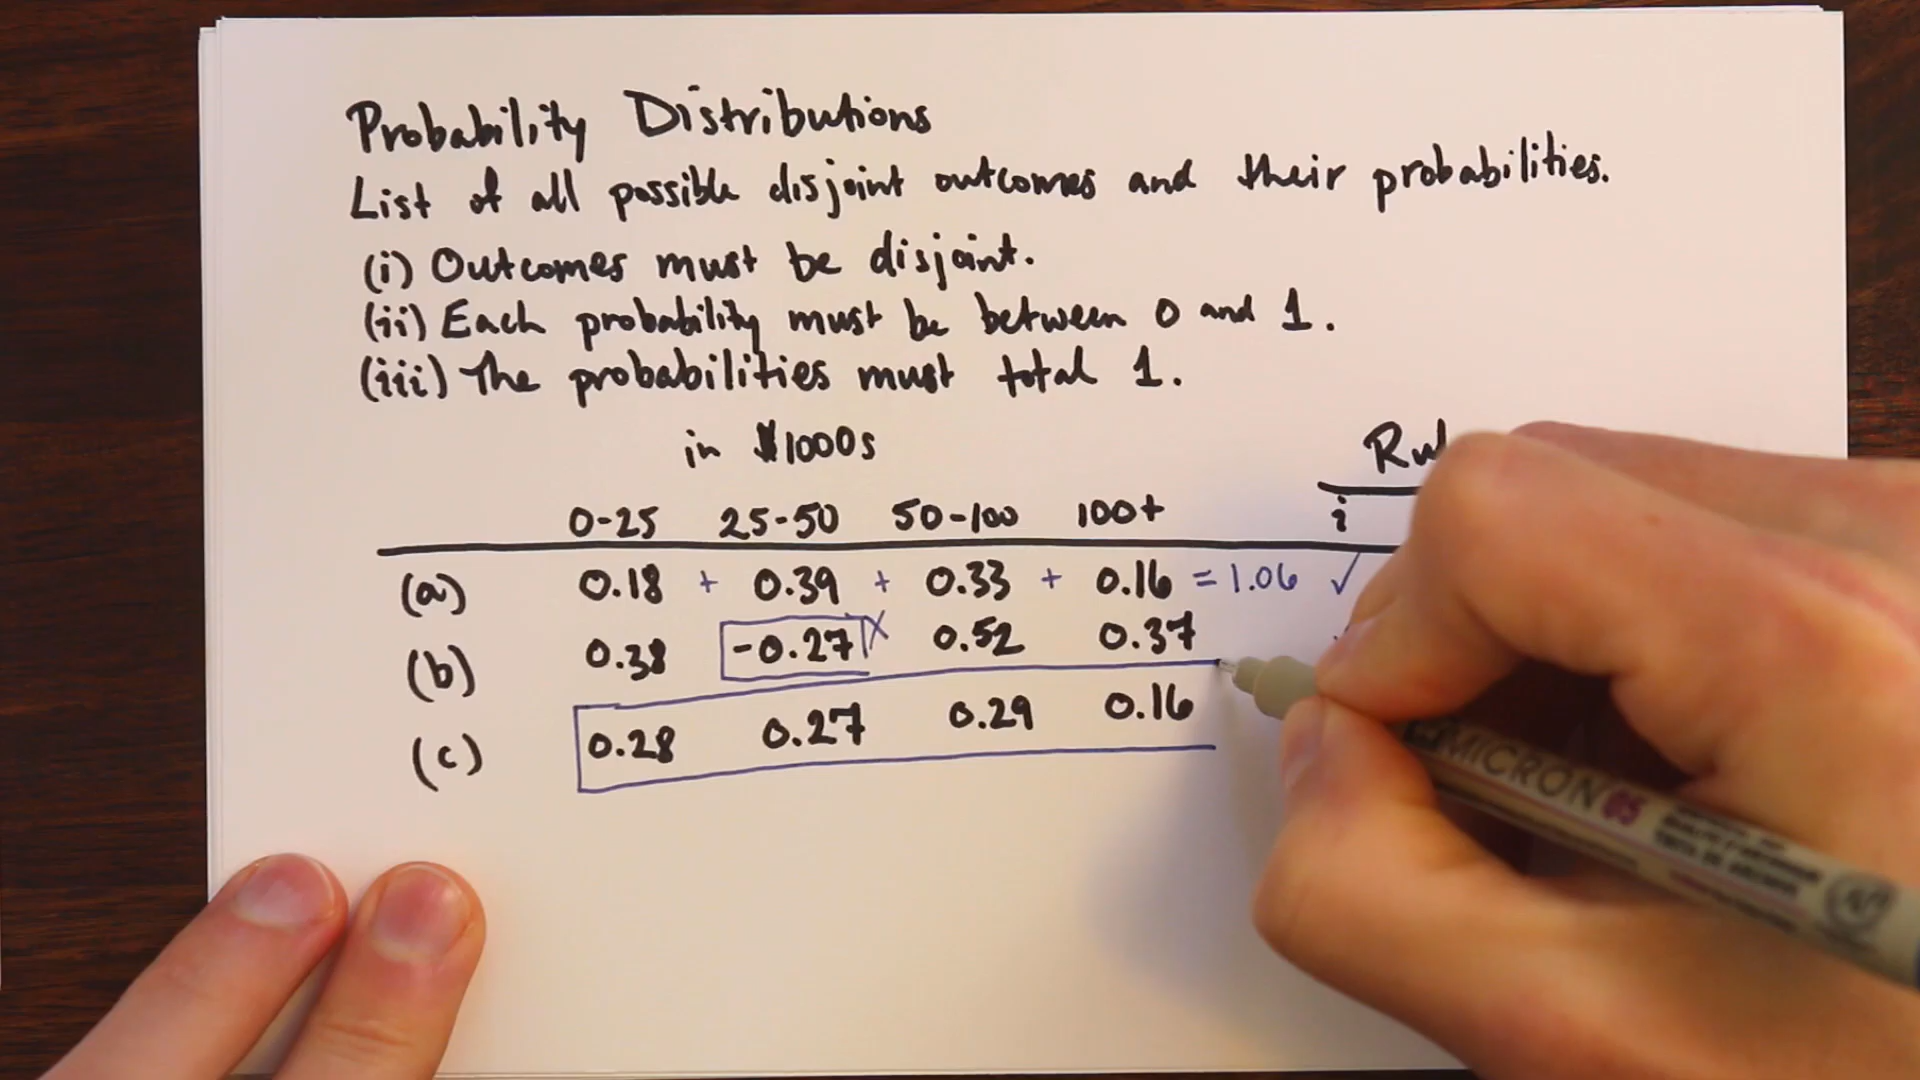 Probability Distributions
List of all possible disjoint outcomes and their probabilities.
(i) Outcomes must be disjoint.
(ii) Each probability must be between 0 and 1.
(iii) The probabilities must total 1.
in $1000s
i
0-25 25-50 50-100 100+
(a) 0.18 + 0.39 + 0.33 + 0.16 = 1.06 ✓
(b) 0.38 -0.27 X 0.52 0.37
(c) 0.28 0.27 0.29 0.16
MICRON 05